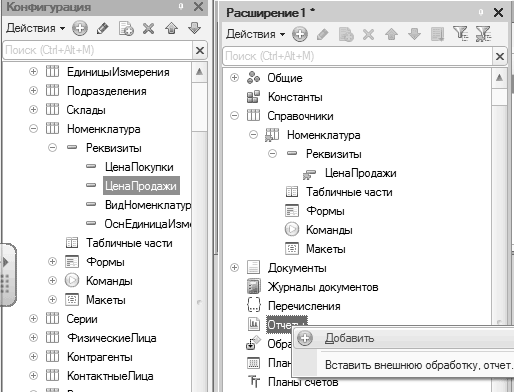 Конфигурация
Действия
Поиск (Ctrl+Alt+M)
ЕдиницыИзмерения
Подразделения
Склады
Номенклатура
Реквизиты
ЦенаПокупки
ЦенаПродажи
ВидНоменклатур
ОснЕдиницаИзме
Табличные части
Формы
Команды
Макеты
Серии
ФизическиеЛица
Контрагенты
КонтактныеЛица
Расширение1 *
Действия
Поиск (Ctrl+Alt+M)
Общие
Константы
Справочники
Номенклатура
Реквизиты
ЦенаПродажи
Табличные части
Формы
Команды
Макеты
Документы
Журналы документов
Перечисления
Отчеты
Добавить
Обра
Вставить внешнюю обработку, отчет.
План
Планы счетов